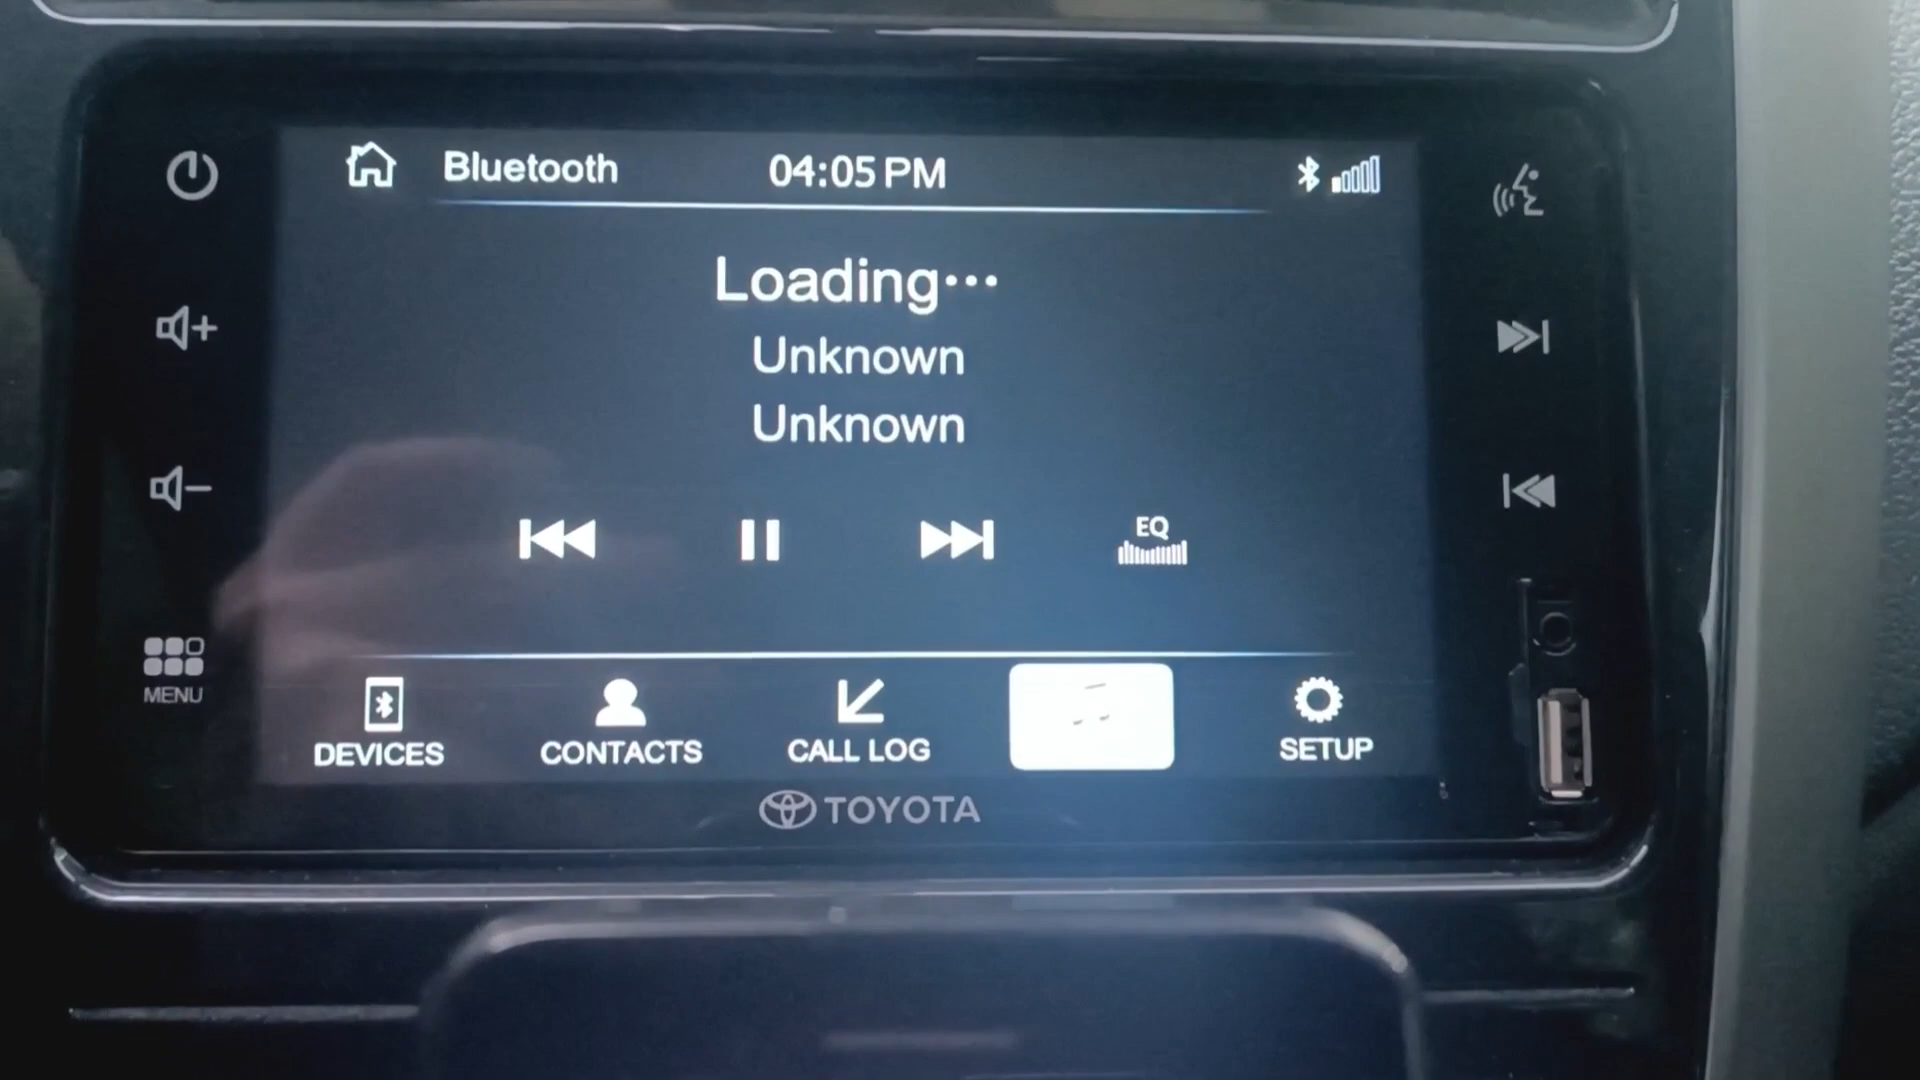 Bluetooth 04:05 PM
Loading···
Unknown
Unknown
EQ
MENU
DEVICES CONTACTS CALL LOG SETUP
TOYOTA